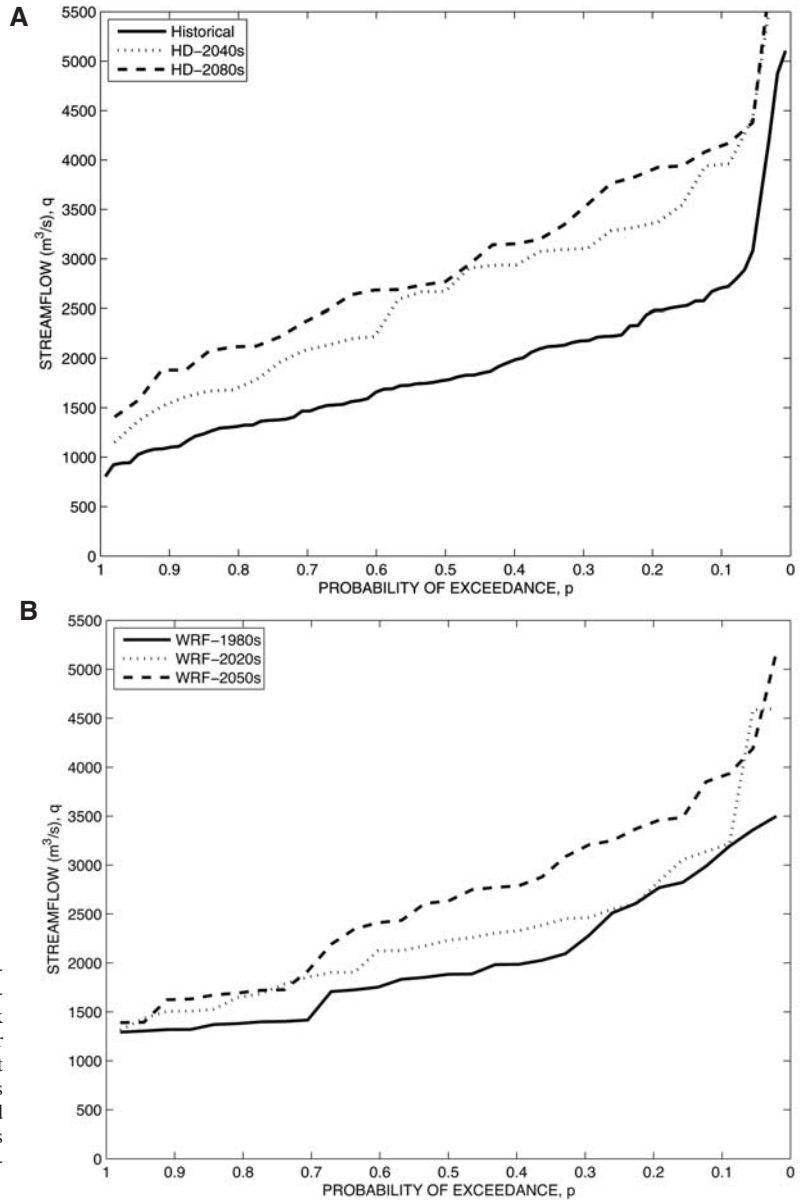 A
5500
5000
4500
4000
3500
3000
2500
2000
1500
1000
500
0
STREAMFLOW (m³/s), q
Historical
HD−2040s
HD−2080s
1 0.9 0.8 0.7 0.6 0.5 0.4 0.3 0.2 0.1 0
PROBABILITY OF EXCEEDANCE, p
B
5500
5000
4500
4000
3500
3000
2500
2000
1500
1000
500
0
STREAMFLOW (m³/s), q
WRF−1980s
WRF−2020s
WRF−2050s
1 0.9 0.8 0.7 0.6 0.5 0.4 0.3 0.2 0.1 0
PROBABILITY OF EXCEEDANCE, p